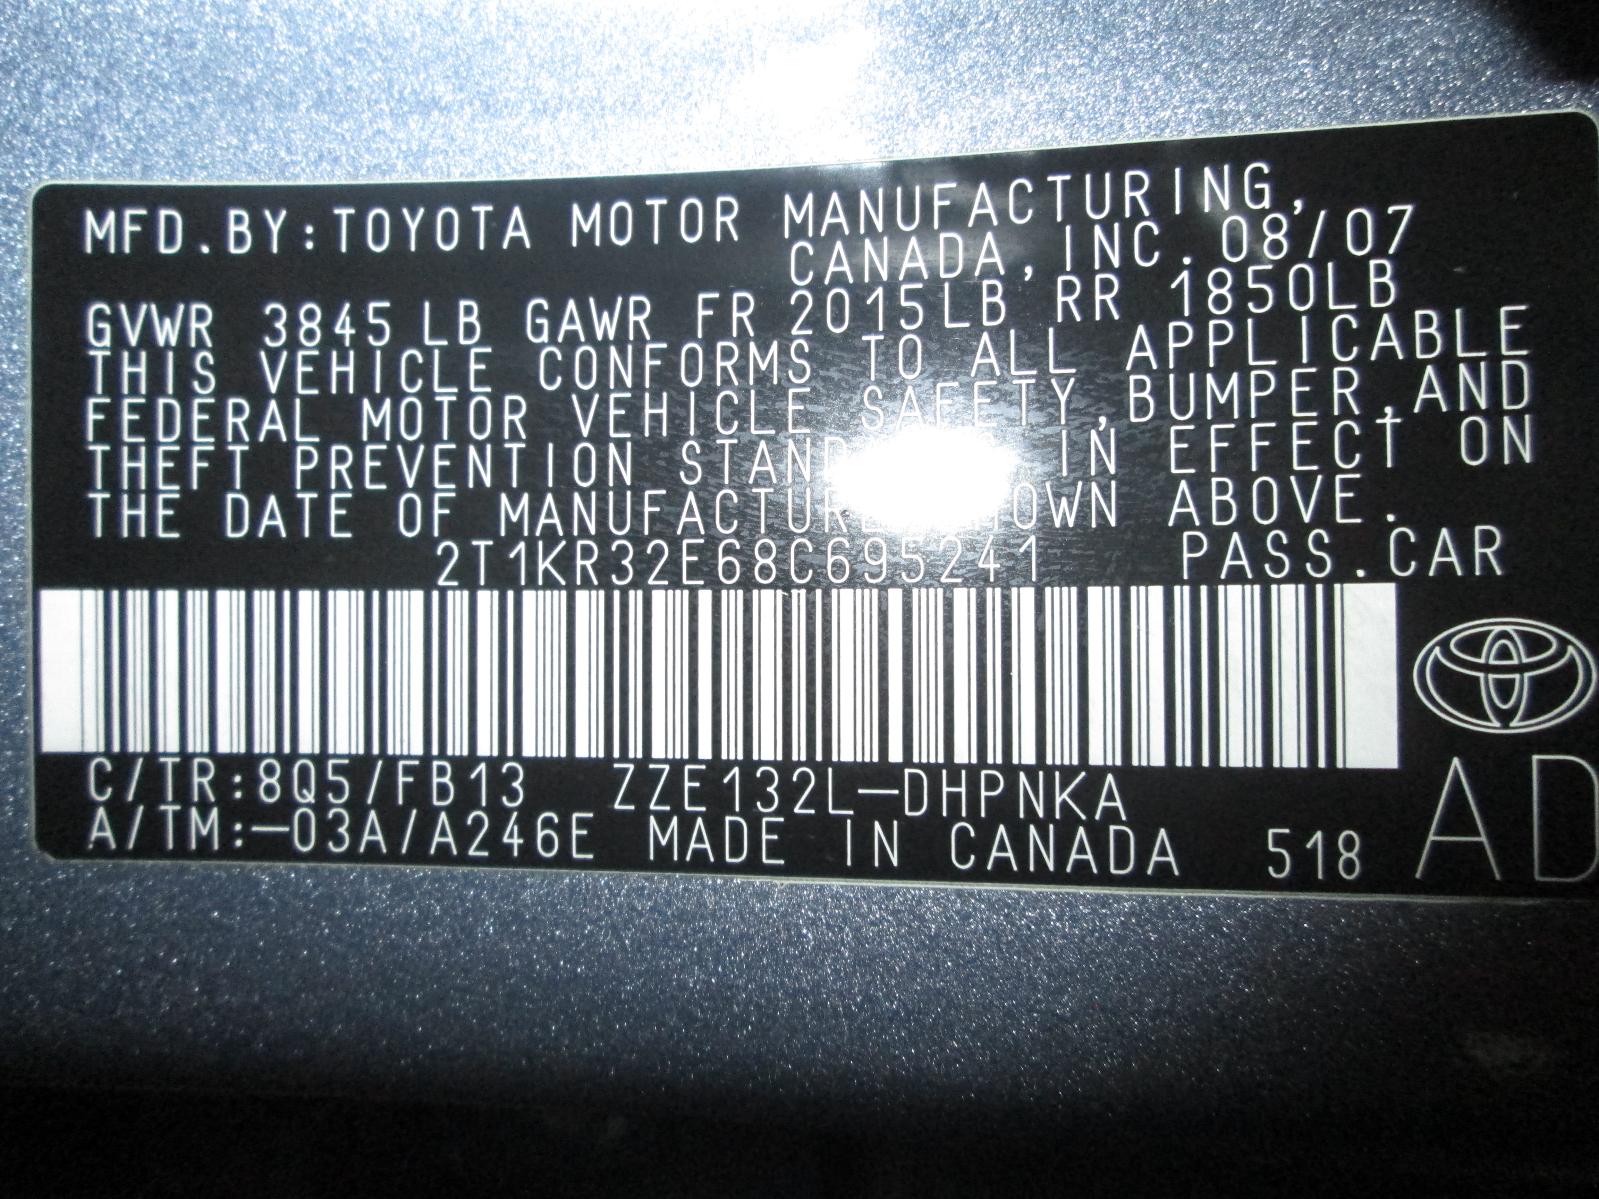 MFD.BY:TOYOTA MOTOR MANUFACTURING,
CANADA,INC.08/07
GVWR 3845LB GAWR FR 2015LB RR 1850LB
THIS VEHICLE CONFORMS TO ALL APPLICABLE
FEDERAL MOTOR VEHICLE SAFETY,BUMPER,AND
THEFT PREVENTION IN EFFECT ON
THE DATE OF ABOVE.
2T1KR32E68C695241 PASS.CAR
C/TR:8Q5/FB13 ZZE132L-DHPNKA
A/TM:-03A/A246E MADE IN CANADA 518
AD